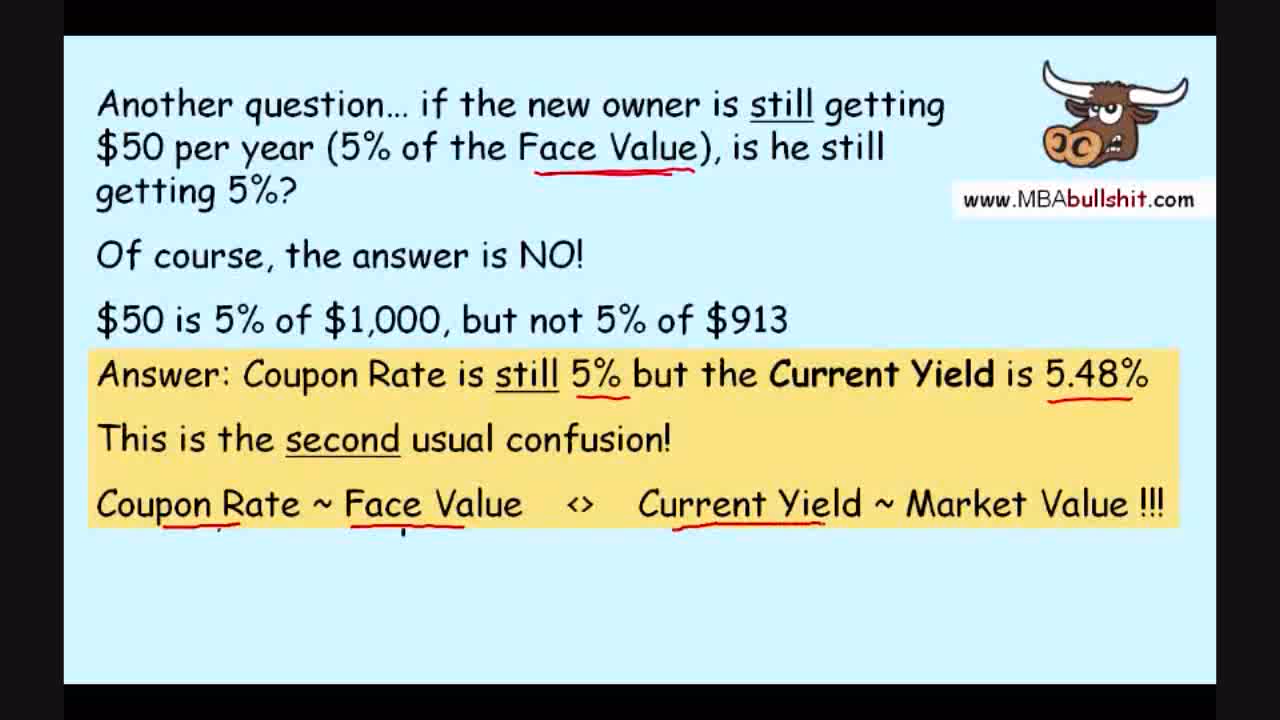 Another question... if the new owner is still getting
$50 per year (5% of the Face Value), is he still
getting 5%?
www.MBAbullshit.com
Of course, the answer is NO!
$50 is 5% of $1,000, but not 5% of $913
Answer: Coupon Rate is still 5% but the Current Yield is 5.48%
This is the second usual confusion!
Coupon Rate ~ Face Value <> Current Yield ~ Market Value !!!